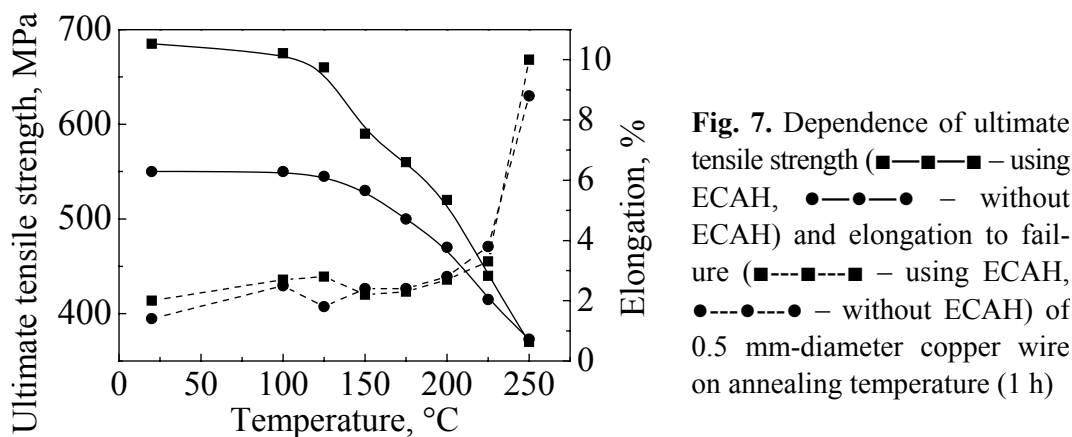 700
600
500
400
Ultimate tensile strength, MPa
10
8
6
4
2
0
Elongation, %
0 50 100 150 200 250
Temperature, °C
Fig. 7. Dependence of ultimate
tensile strength (■—■—■ – using
ECAH, ●—●—● – without
ECAH) and elongation to fail-
ure (■---■---■ – using ECAH,
●---●---● – without ECAH) of
0.5 mm-diameter copper wire
on annealing temperature (1 h)